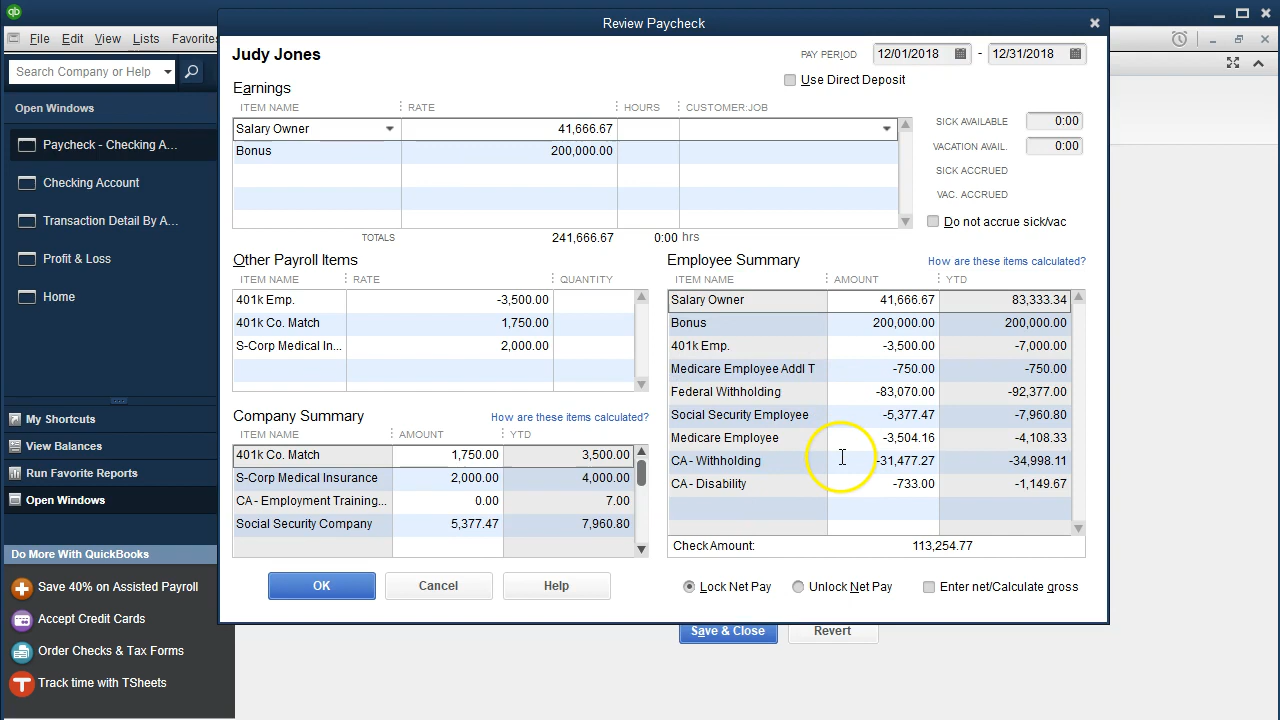 Review Paycheck
File Edit View Lists Favorite
Search Company or Help
Open Windows
Paycheck - Checking A...
Checking Account
Transaction Detail By A...
Profit & Loss
Home
My Shortcuts
View Balances
Run Favorite Reports
Open Windows
Do More With QuickBooks
Save 40% on Assisted Payroll
Accept Credit Cards
Order Checks & Tax Forms
Track time with TSheets
Judy Jones
PAY PERIOD 12/01/2018 - 12/31/2018
Use Direct Deposit
Earnings
ITEM NAME RATE HOURS CUSTOMER:JOB
Salary Owner 41,666.67
Bonus 200,000.00
TOTALS 241,666.67 0:00 hrs
SICK AVAILABLE 0:00
VACATION AVAIL. 0:00
SICK ACCRUED
VAC. ACCRUED
Do not accrue sick/vac
Other Payroll Items
ITEM NAME RATE QUANTITY
401k Emp. -3,500.00
401k Co. Match 1,750.00
S-Corp Medical In... 2,000.00
Company Summary How are these items calculated?
ITEM NAME AMOUNT YTD
401k Co. Match 1,750.00 3,500.00
S-Corp Medical Insurance 2,000.00 4,000.00
CA - Employment Training... 0.00 7.00
Social Security Company 5,377.47 7,960.80
Employee Summary How are these items calculated?
ITEM NAME AMOUNT YTD
Salary Owner 41,666.67 83,333.34
Bonus 200,000.00 200,000.00
401k Emp. -3,500.00 -7,000.00
Medicare Employee Addl T -750.00 -750.00
Federal Withholding -83,070.00 -92,377.00
Social Security Employee -5,377.47 -7,960.80
Medicare Employee -3,504.16 -4,108.33
CA - Withholding -31,477.27 -34,998.11
CA - Disability -733.00 -1,149.67
Check Amount: 113,254.77
OK Cancel Help
Lock Net Pay Unlock Net Pay Enter net/Calculate gross
Save & Close Revert